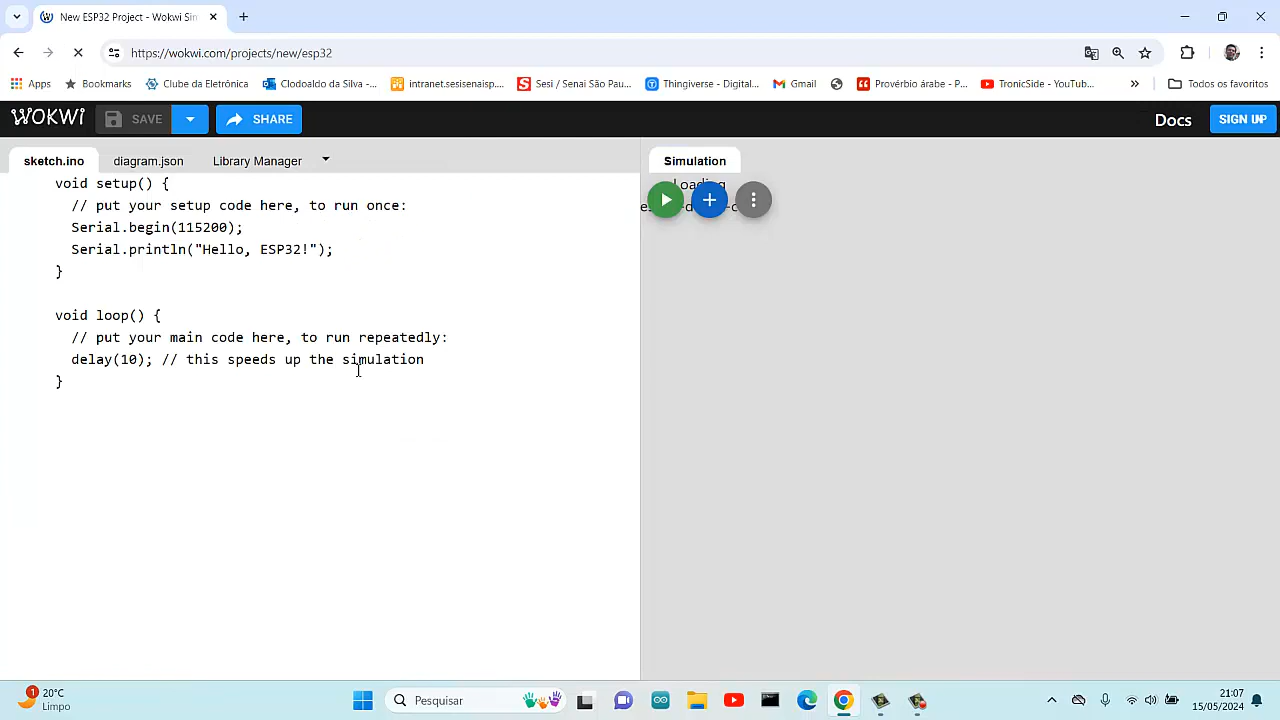 New ESP32 Project - Wokwi Sin
https://wokwi.com/projects/new/esp32
Apps Bookmarks Clube da Eletrônica Clodoaldo da Silva -... intranet.sesisenaisp.... Sesi / Senai São Pau... Thingiverse - Digital... Gmail Provérbio árabe - P... TronicSide - YouTub... Todos os favoritos
WOKWi SAVE SHARE Docs SIGN UP
sketch.ino diagram.json Library Manager Simulation
void setup() {
// put your setup code here, to run once:
Serial.begin(115200);
Serial.println("Hello, ESP32!");
}
void loop() {
// put your main code here, to run repeatedly:
delay(10); // this speeds up the simulation
}
Loading
1
20°C
Limpo
Pesquisar
21:07
15/05/2024